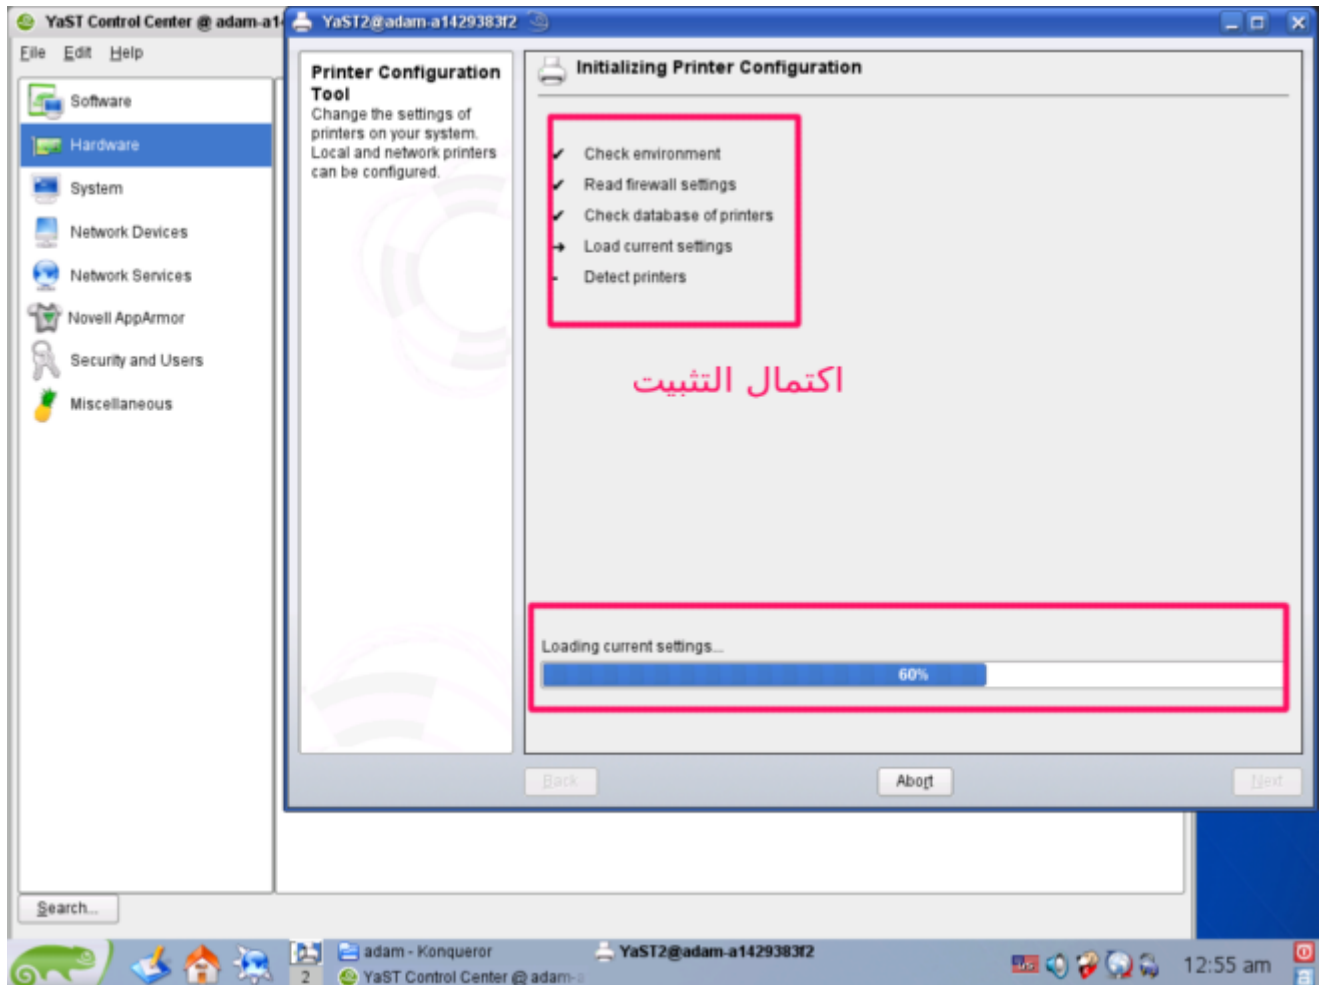 YaST Control Center @ adam-a1
YaST2@adam-a1429383f2
File Edit Help
Software
Hardware
System
Network Devices
Network Services
Novell AppArmor
Security and Users
Miscellaneous
Search...
Printer Configuration
Tool
Change the settings of
printers on your system.
Local and network printers
can be configured.
Initializing Printer Configuration
Check environment
Read firewall settings
Check database of printers
Load current settings
Detect printers
اكتمال التثبيت
Loading current settings...
60%
Back
Abort
Next
2
adam - Konqueror
YaST Control Center @ adam-a
YaST2@adam-a1429383f2
12:55 am